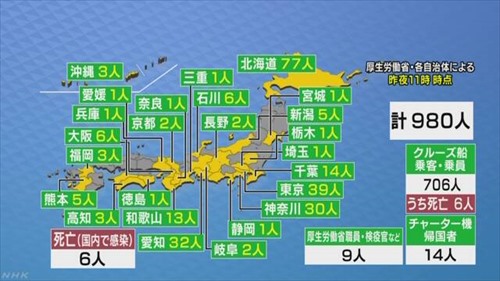 厚生労働省・各自治体による
昨夜11時 時点
計 980人
クルーズ船
乗客・乗員
706人
うち死亡 6人
チャーター機
帰国者
14人
厚生労働省職員・検疫官など
9人
死亡(国内で感染)
6人
北海道 77人
宮城 1人
新潟 5人
栃木 1人
埼玉 1人
千葉 14人
東京 39人
神奈川 30人
静岡 1人
岐阜 2人
愛知 32人
長野 2人
石川 6人
三重 1人
奈良 1人
京都 2人
和歌山 13人
徳島 1人
高知 3人
沖縄 3人
愛媛 1人
兵庫 1人
大阪 6人
福岡 3人
熊本 5人
NHK